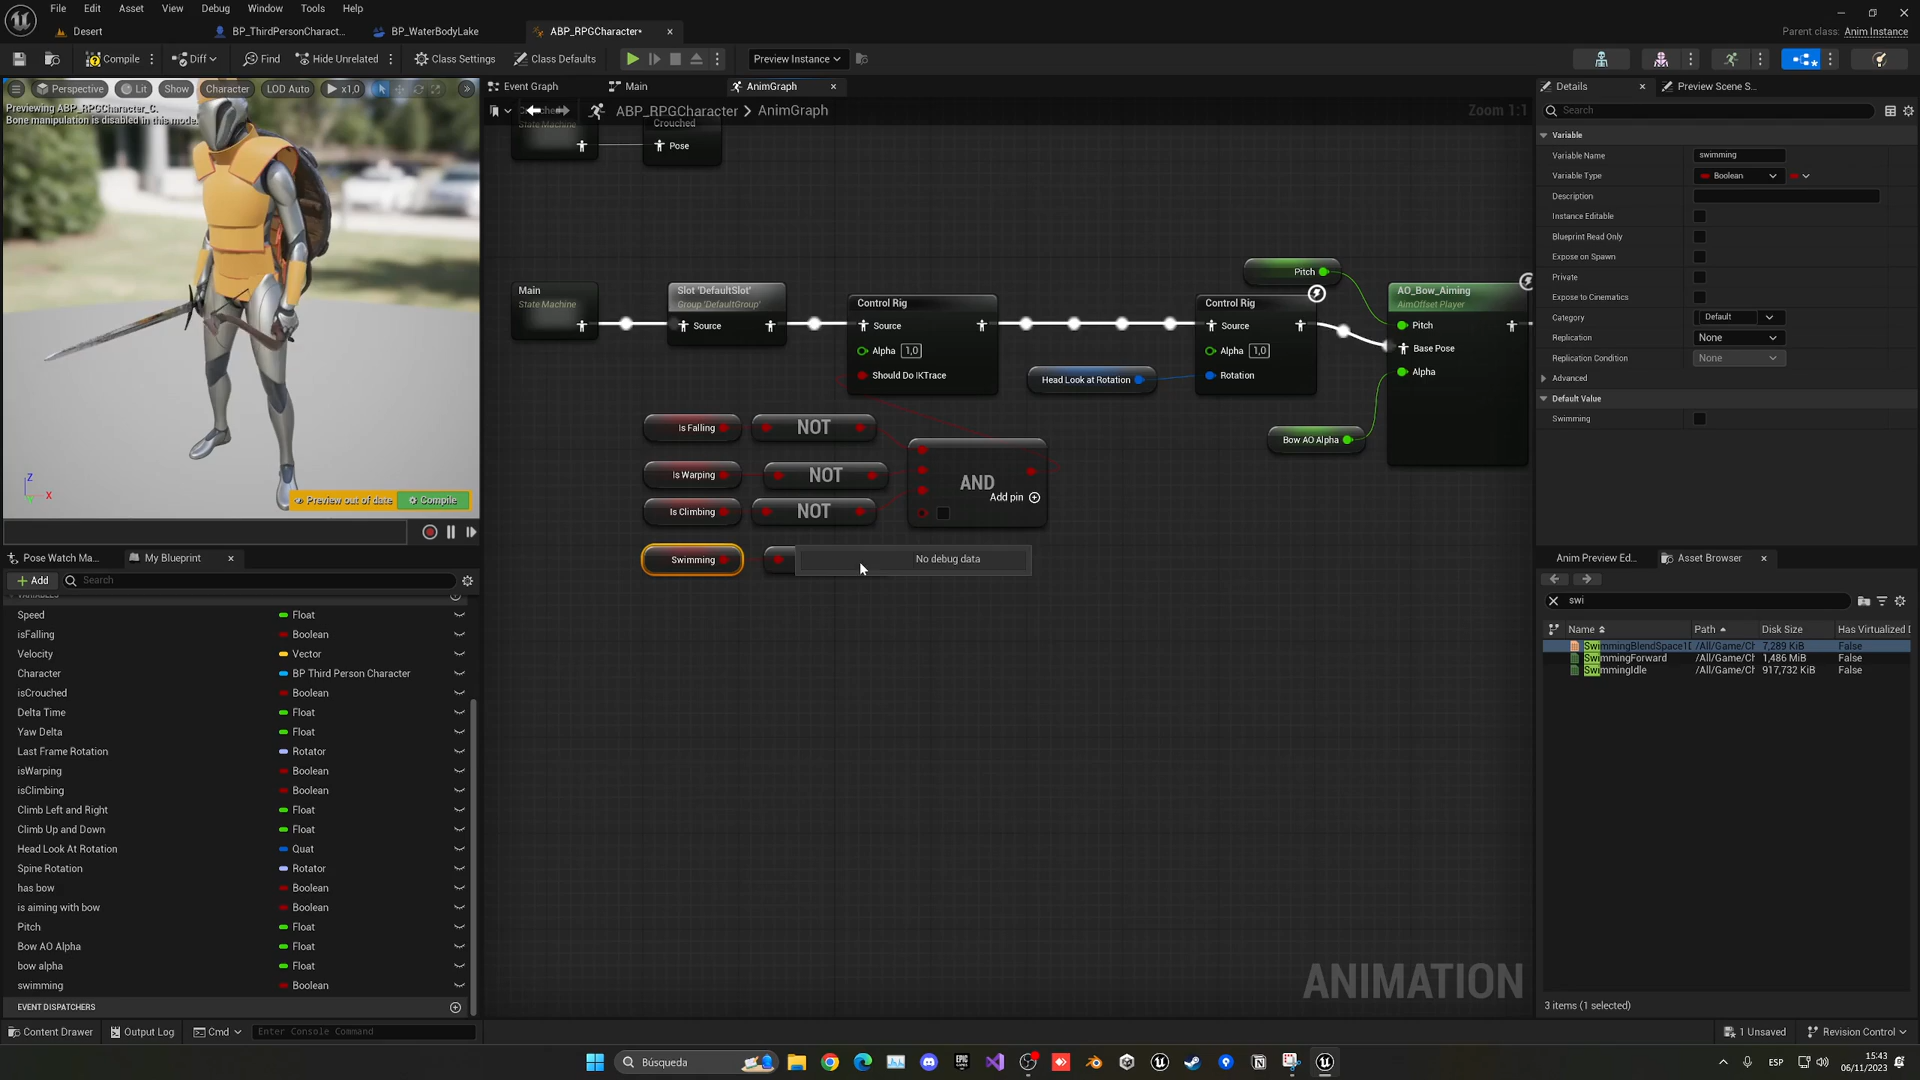 File Edit Asset View Debug Window Tools Help
Desert
BP_ThirdPersonCharact...
BP_WaterBodyLake
ABP_RPGCharacter*
Parent class: Anim Instance
Compile
Diff
Find
Hide Unrelated
Class Settings
Class Defaults
Preview Instance
Perspective
Lit
Show
Character
LOD Auto
x1,0
Previewing ABP_RPGCharacter_C.
Bone manipulation is disabled in this mode.
Z
X
Preview out of date
Compile
Event Graph
Main
AnimGraph
ABP_RPGCharacter > AnimGraph
Zoom 1:1
State Machine
Crouched
Pose
Main
State Machine
Slot 'DefaultSlot'
Group 'DefaultGroup'
Source
Control Rig
Source
Alpha 1,0
Should Do IKTrace
Head Look at Rotation
Control Rig
Source
Alpha 1,0
Rotation
Pitch
AO_Bow_Aiming
AimOffset Player
Pitch
Base Pose
Alpha
Bow AO Alpha
Is Falling
NOT
Is Warping
NOT
Is Climbing
NOT
AND
Add pin
Swimming
No debug data
ANIMATION
Pose Watch Ma...
My Blueprint
Add
Search
VARIABLES
Speed Float
isFalling Boolean
Velocity Vector
Character BP Third Person Character
isCrouched Boolean
Delta Time Float
Yaw Delta Float
Last Frame Rotation Rotator
isWarping Boolean
isClimbing Boolean
Climb Left and Right Float
Climb Up and Down Float
Head Look At Rotation Quat
Spine Rotation Rotator
has bow Boolean
is aiming with bow Boolean
Pitch Float
Bow AO Alpha Float
bow alpha Float
swimming Boolean
EVENT DISPATCHERS
Details
Preview Scene S...
Search
Variable
Variable Name swimming
Variable Type Boolean
Description
Instance Editable
Blueprint Read Only
Expose on Spawn
Private
Expose to Cinematics
Category Default
Replication None
Replication Condition None
Advanced
Default Value
Swimming
Anim Preview Ed...
Asset Browser
swi
Name Path Disk Size Has Virtualized D
SwimmingBlendSpace1D /All/Game/Ch 7,289 KiB False
SwimmingForward /All/Game/Ch 1,486 MiB False
SwimmingIdle /All/Game/Ch 917,732 KiB False
3 items (1 selected)
Content Drawer
Output Log
Cmd
Enter Console Command
1 Unsaved
Revision Control
Búsqueda
ESP
15:43
06/11/2023